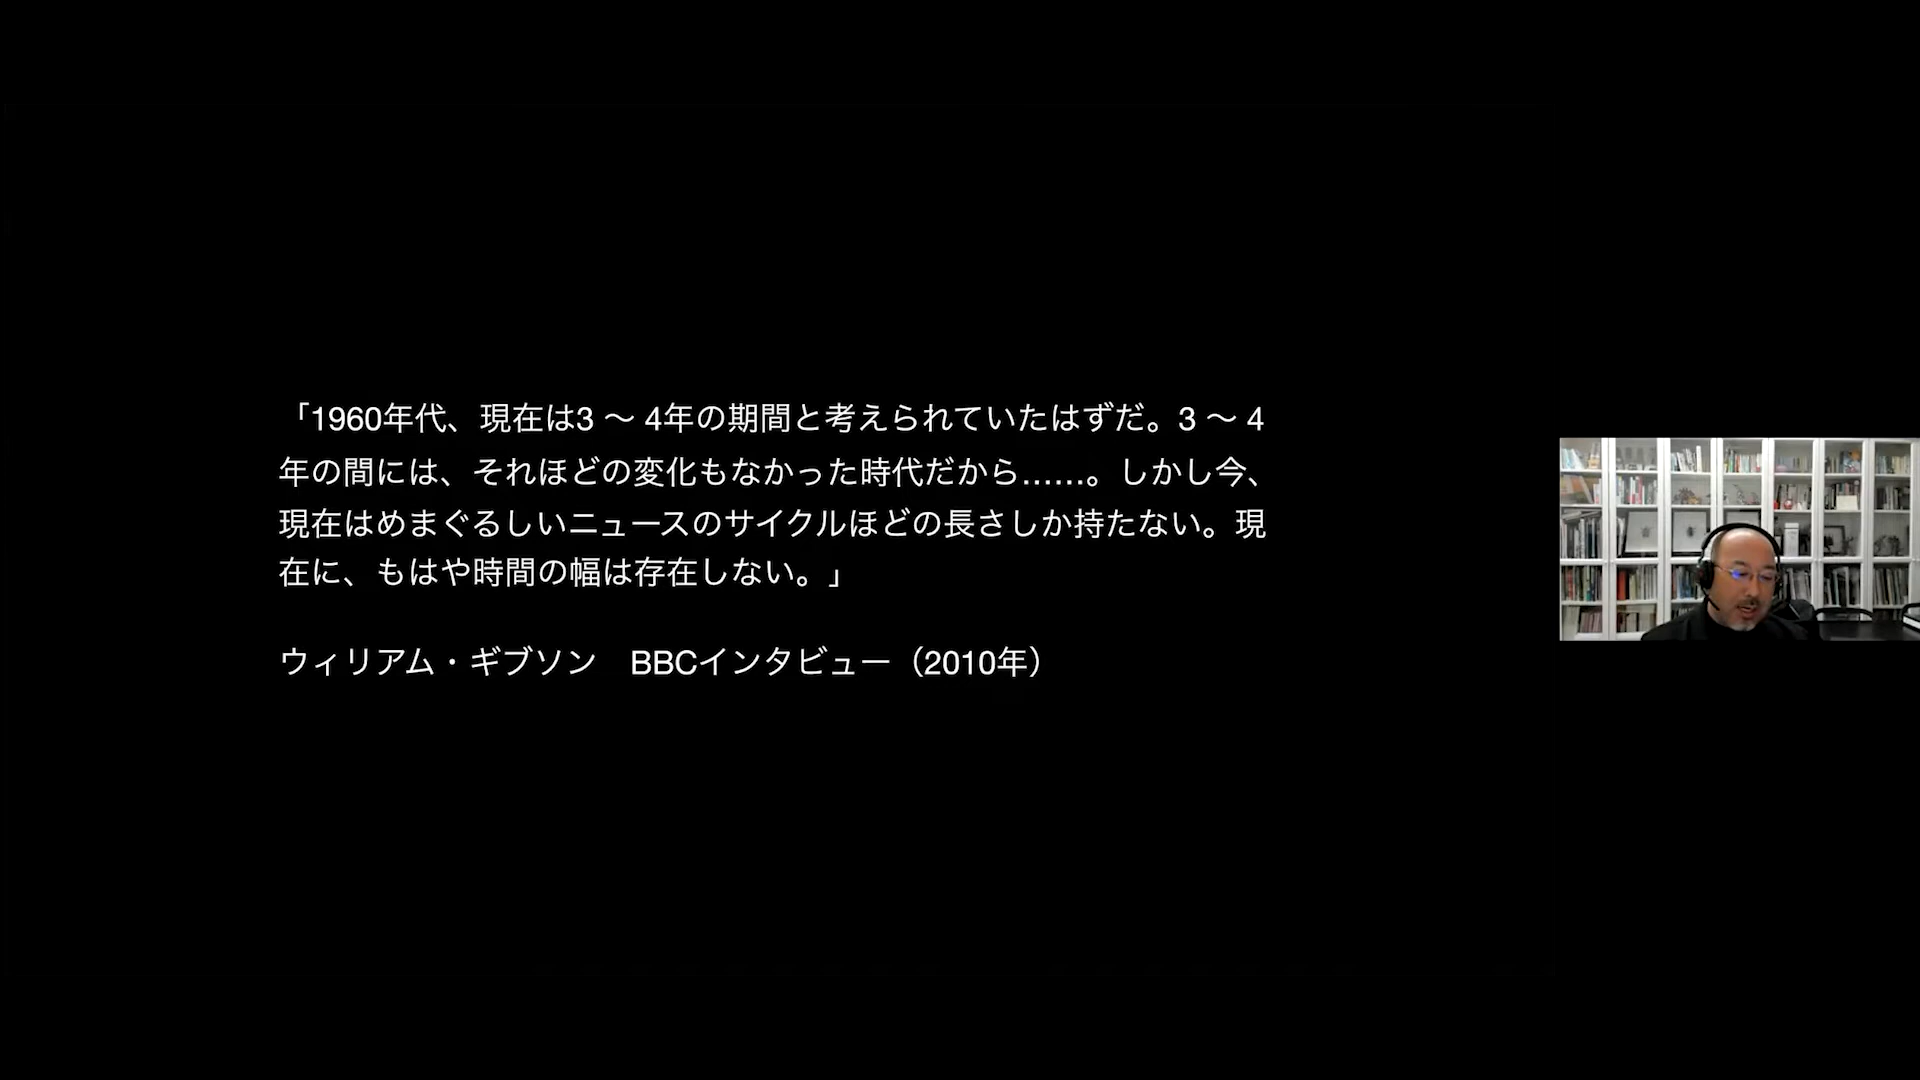 「1960年代、現在は3 〜 4年の期間と考えられていたはずだ。3 〜 4
年の間には、それほどの変化もなかった時代だから……。しかし今、
現在はめまぐるしいニュースのサイクルほどの長さしか持たない。現
在に、もはや時間の幅は存在しない。」
ウィリアム・ギブソン　BBCインタビュー（2010年）